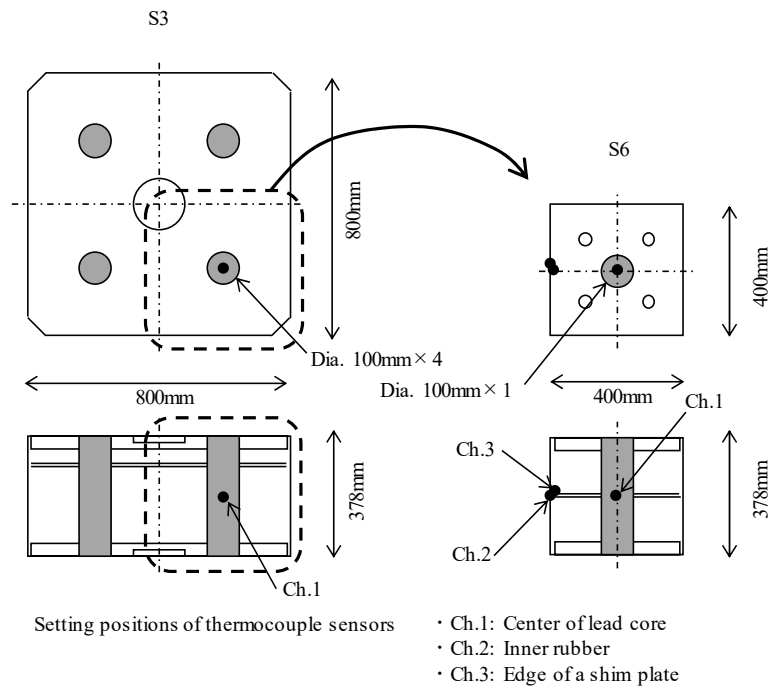 S3
S6
800mm
400mm
Dia. 100mm×4
Dia. 100mm×1
800mm
400mm
Ch.1
Ch.3
378mm
378mm
Ch.2
Ch.1
Setting positions of thermocouple sensors
・Ch.1: Center of lead core
・Ch.2: Inner rubber
・Ch.3: Edge of a shim plate